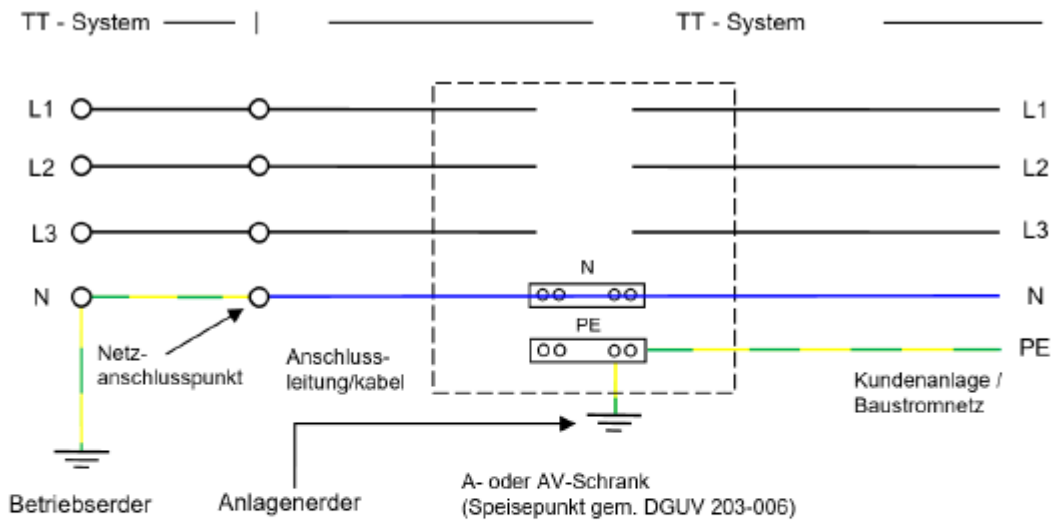 TT - System
TT - System
L1
L1
L2
L2
L3
L3
N
N
N
PE
PE
Netz-
anschlusspunkt
Anschluss-
leitung/kabel
Kundenanlage /
Baustromnetz
Betriebserder
Anlagenerder
A- oder AV-Schrank
(Speisepunkt gem. DGUV 203-006)